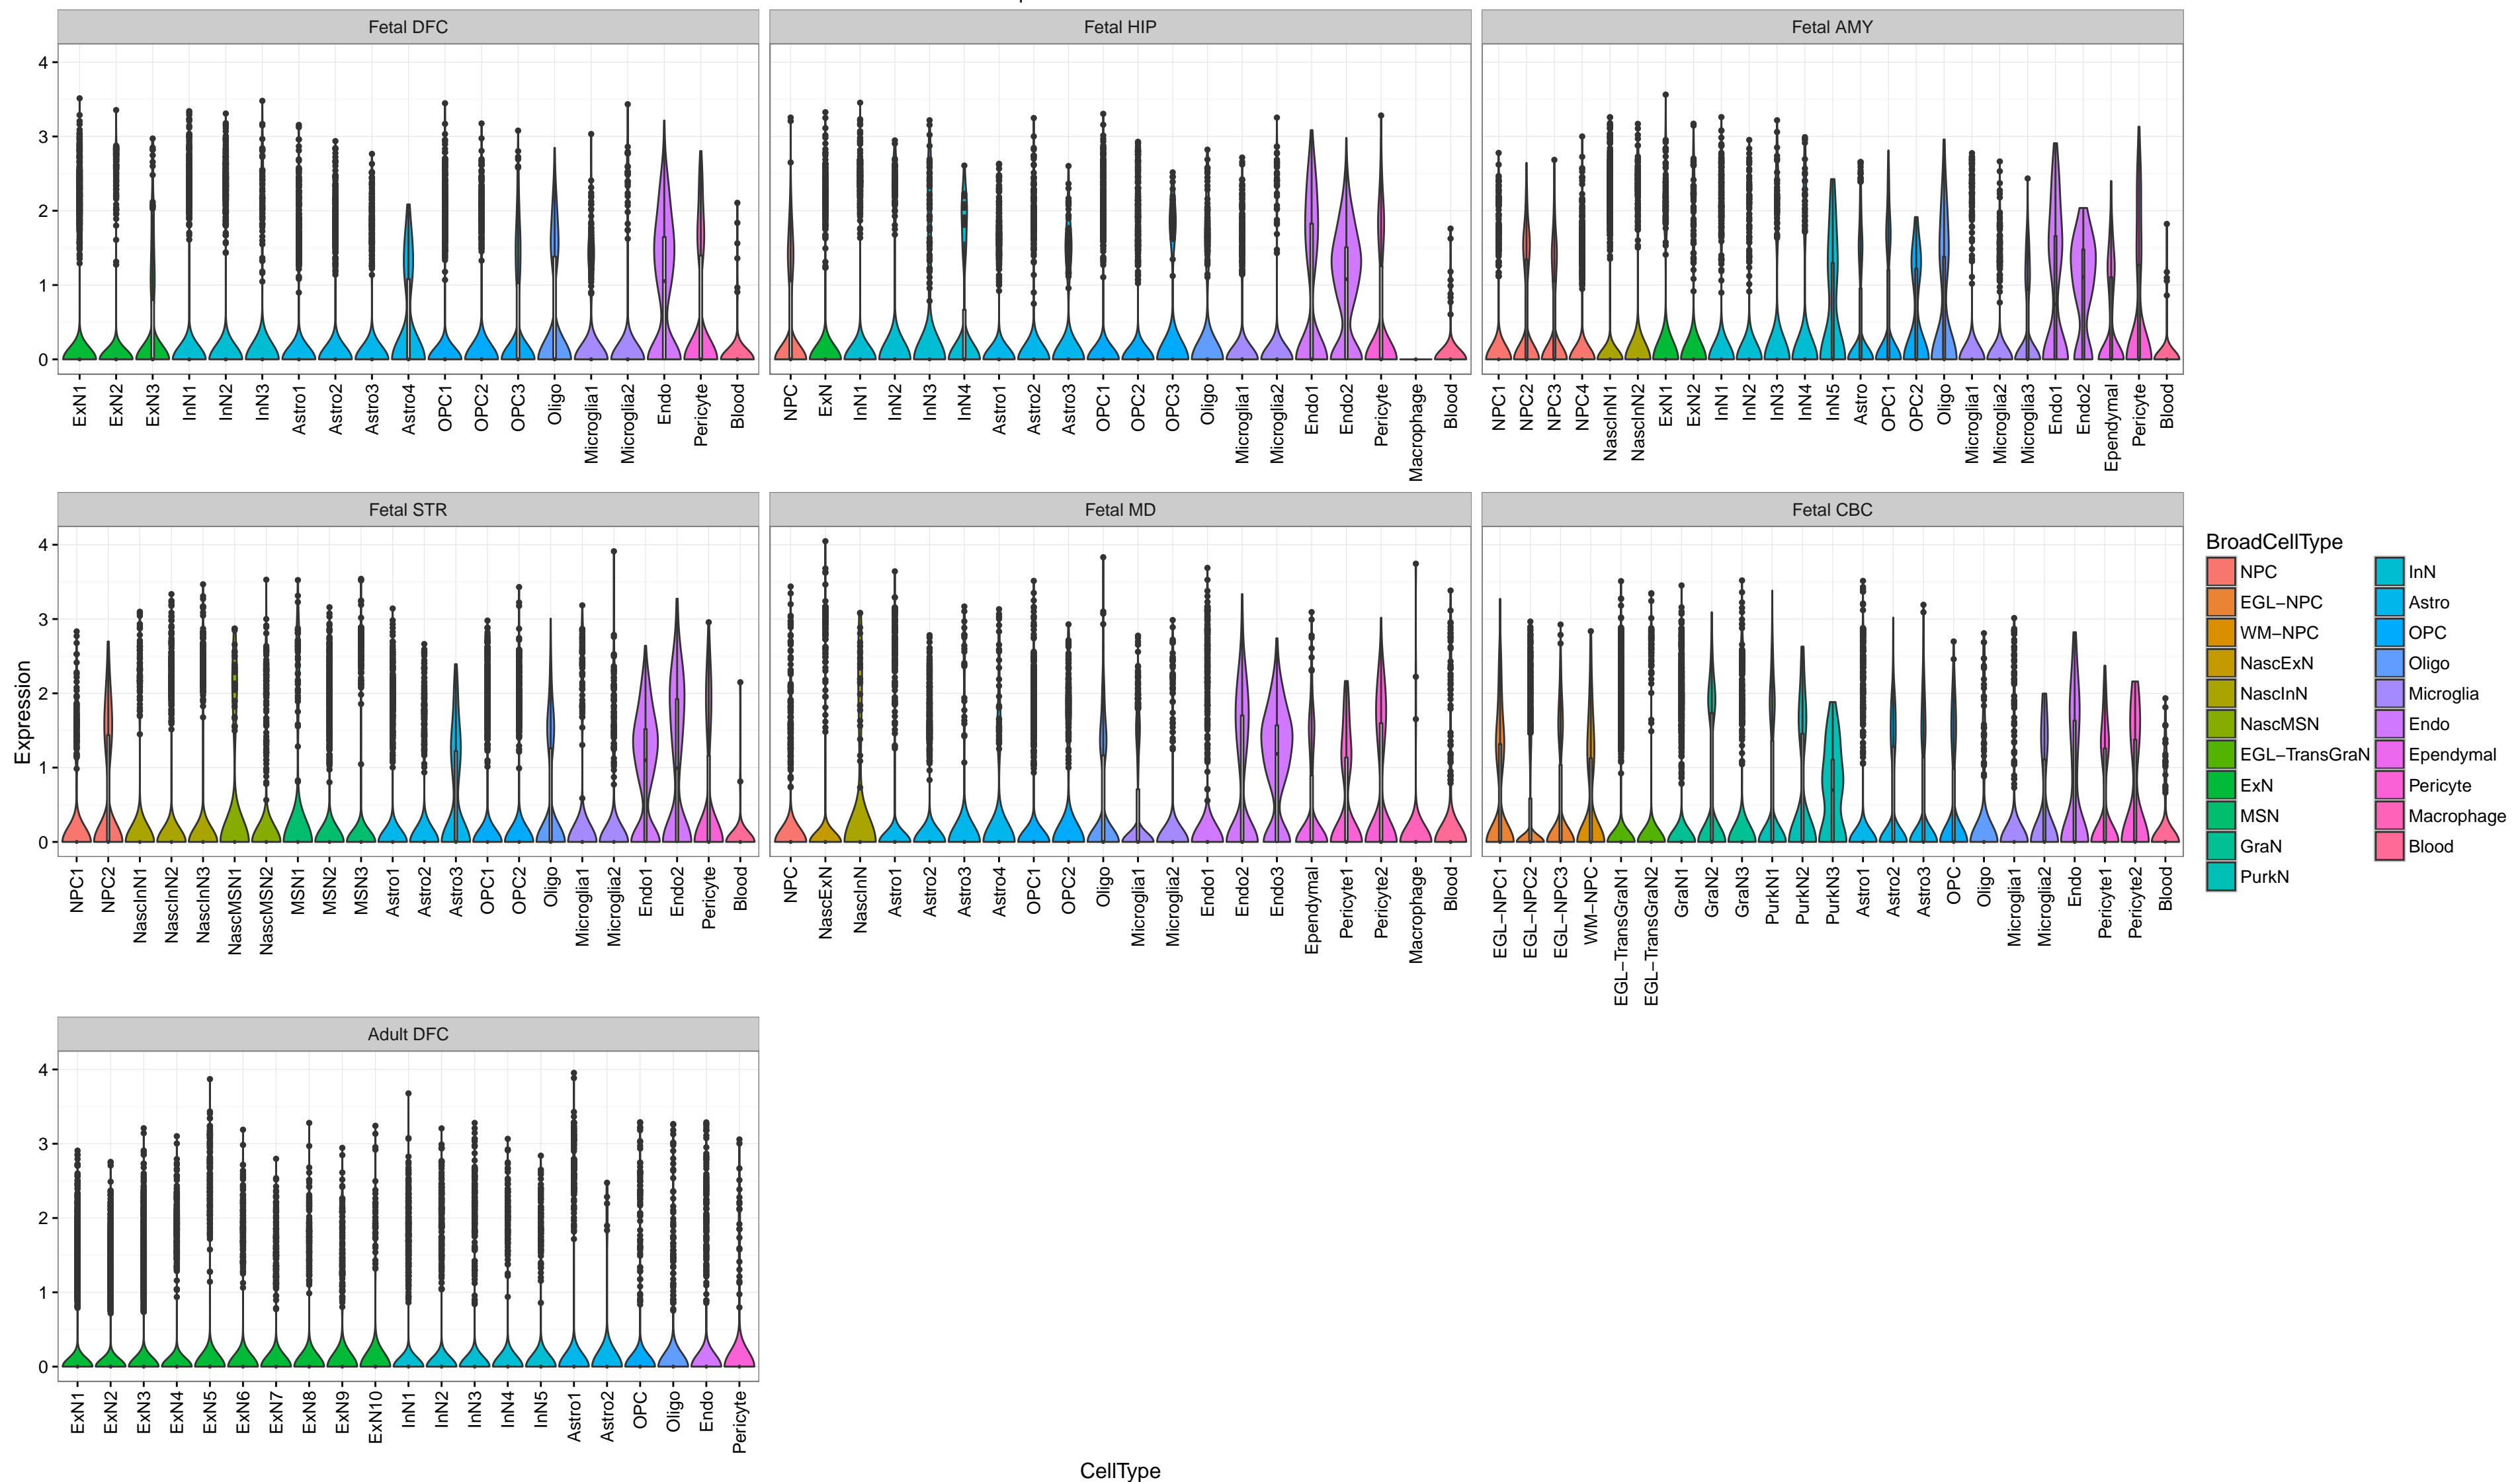 Fetal DFC Fetal HIP Fetal AMY
4
3
2
1
0
ExN1 ExN2 ExN3 InN1 InN2 InN3 Astro1 Astro2 Astro3 Astro4 OPC1 OPC2 OPC3 Oligo Microglia1 Microglia2 Endo Pericyte Blood
NPC ExN InN1 InN2 InN3 InN4 Astro1 Astro2 Astro3 OPC1 OPC2 OPC3 Oligo Microglia1 Microglia2 Endo1 Endo2 Pericyte Macrophage Blood
NPC1 NPC2 NPC3 NPC4 NascInN1 NascInN2 ExN1 ExN2 InN1 InN2 InN3 InN4 InN5 Astro OPC1 OPC2 Oligo Microglia1 Microglia2 Microglia3 Endo1 Endo2 Ependymal Pericyte Blood
Fetal STR Fetal MD Fetal CBC
Expression
4
3
2
1
0
NPC1 NPC2 NascInN1 NascInN2 NascInN3 NascMSN1 NascMSN2 MSN1 MSN2 MSN3 Astro1 Astro2 Astro3 OPC1 OPC2 Oligo Microglia1 Microglia2 Endo1 Endo2 Pericyte Blood
NPC NascExN NascInN Astro1 Astro2 Astro3 Astro4 OPC1 OPC2 Oligo Microglia1 Microglia2 Endo1 Endo2 Endo3 Ependymal Pericyte1 Pericyte2 Macrophage Blood
EGL−NPC1 EGL−NPC2 EGL−NPC3 WM−NPC EGL−TransGraN1 EGL−TransGraN2 GraN1 GraN2 GraN3 PurkN1 PurkN2 PurkN3 Astro1 Astro2 Astro3 OPC Oligo Microglia1 Microglia2 Endo Pericyte1 Pericyte2 Blood
BroadCellType
NPC
EGL−NPC
WM−NPC
NascExN
NascInN
NascMSN
EGL−TransGraN
ExN
MSN
GraN
PurkN
InN
Astro
OPC
Oligo
Microglia
Endo
Ependymal
Pericyte
Macrophage
Blood
Adult DFC
4
3
2
1
0
ExN1 ExN2 ExN3 ExN4 ExN5 ExN6 ExN7 ExN8 ExN9 ExN10 InN1 InN2 InN3 InN4 InN5 Astro1 Astro2 OPC Oligo Endo Pericyte
CellType